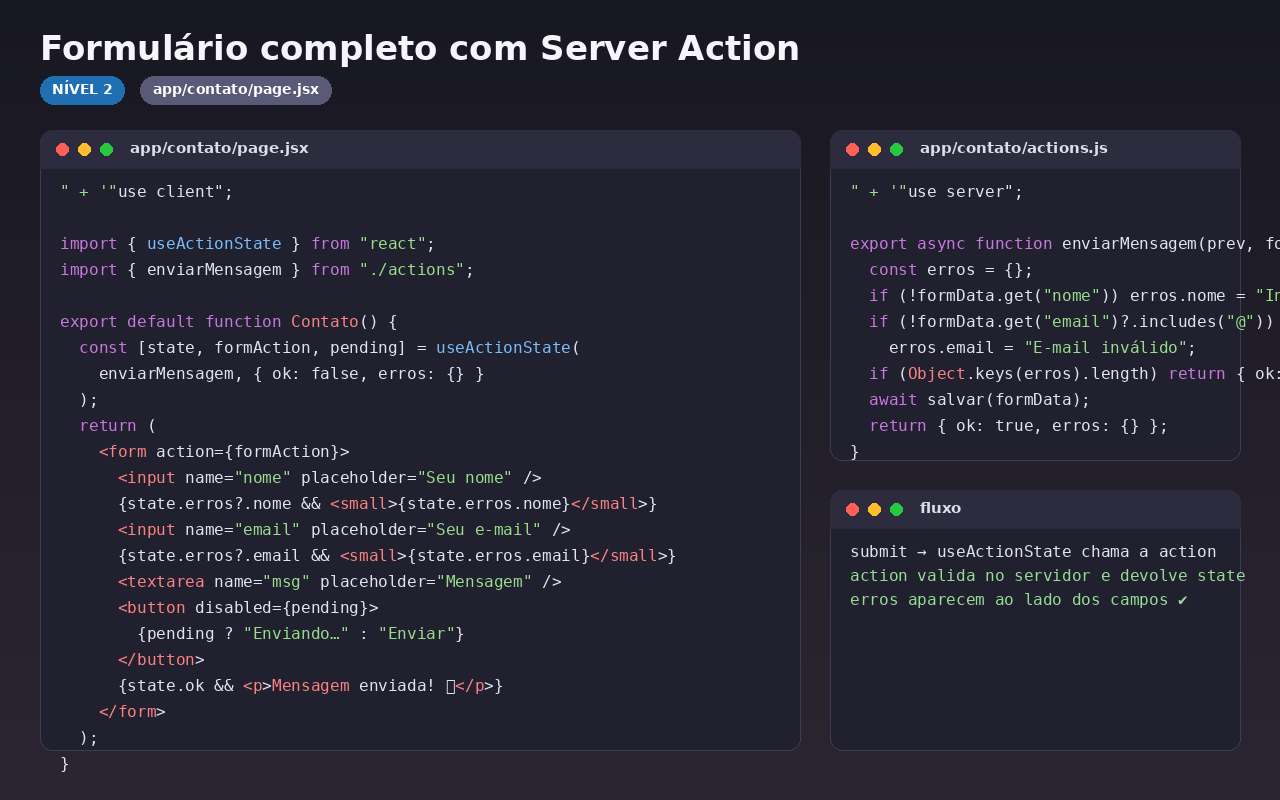 Formulário completo com Server Action
NÍVEL 2
app/contato/page.jsx
app/contato/page.jsx
" + '"use client";
import { useActionState } from "react";
import { enviarMensagem } from "./actions";
export default function Contato() {
const [state, formAction, pending] = useActionState(
enviarMensagem, { ok: false, erros: {} }
);
return (
<form action={formAction}>
<input name="nome" placeholder="Seu nome" />
{state.erros?.nome && <small>{state.erros.nome}</small>}
<input name="email" placeholder="Seu e-mail" />
{state.erros?.email && <small>{state.erros.email}</small>}
<textarea name="msg" placeholder="Mensagem" />
<button disabled={pending}>
{pending ? "Enviando…" : "Enviar"}
</button>
{state.ok && <p>Mensagem enviada! </p>}
</form>
);
}
app/contato/actions.js
" + '"use server";
export async function enviarMensagem(prev, fo
const erros = {};
if (!formData.get("nome")) erros.nome = "In
if (!formData.get("email")?.includes("@"))
erros.email = "E-mail inválido";
if (Object.keys(erros).length) return { ok:
await salvar(formData);
return { ok: true, erros: {} };
}
fluxo
submit → useActionState chama a action
action valida no servidor e devolve state
erros aparecem ao lado dos campos ✔